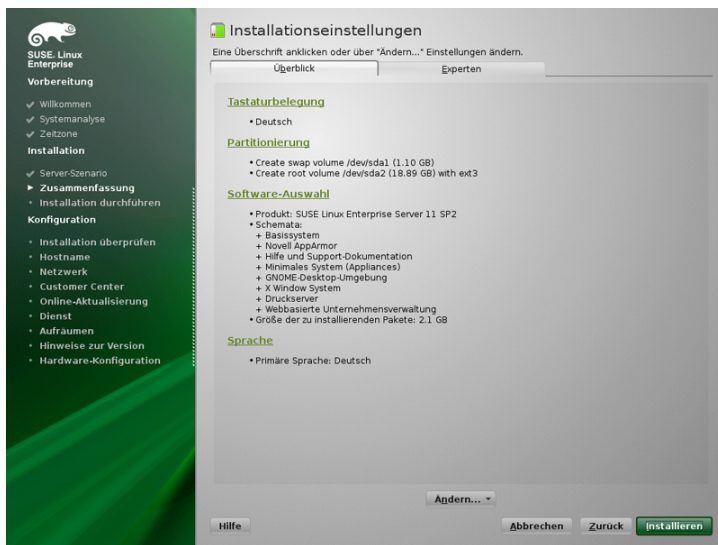 SUSE. Linux
Enterprise
Vorbereitung
Willkommen
Systemanalyse
Zeitzone
Installation
Server-Szenario
Zusammenfassung
Installation durchführen
Konfiguration
Installation überprüfen
Hostname
Netzwerk
Customer Center
Online-Aktualisierung
Dienst
Aufräumen
Hinweise zur Version
Hardware-Konfiguration
Installationseinstellungen
Eine Überschrift anklicken oder über "Ändern..." Einstellungen ändern.
Überblick
Experten
Tastaturbelegung
• Deutsch
Partitionierung
• Create swap volume /dev/sda1 (1.10 GB)
• Create root volume /dev/sda2 (18.89 GB) with ext3
Software-Auswahl
• Produkt: SUSE Linux Enterprise Server 11 SP2
• Schemata:
+ Basissystem
+ Novell AppArmor
+ Hilfe und Support-Dokumentation
+ Minimales System (Appliances)
+ GNOME-Desktop-Umgebung
+ X Window System
+ Druckserver
+ Webbasierte Unternehmensverwaltung
• Größe der zu installierenden Pakete: 2.1 GB
Sprache
• Primäre Sprache: Deutsch
Ändern...
Hilfe
Abbrechen
Zurück
Installieren